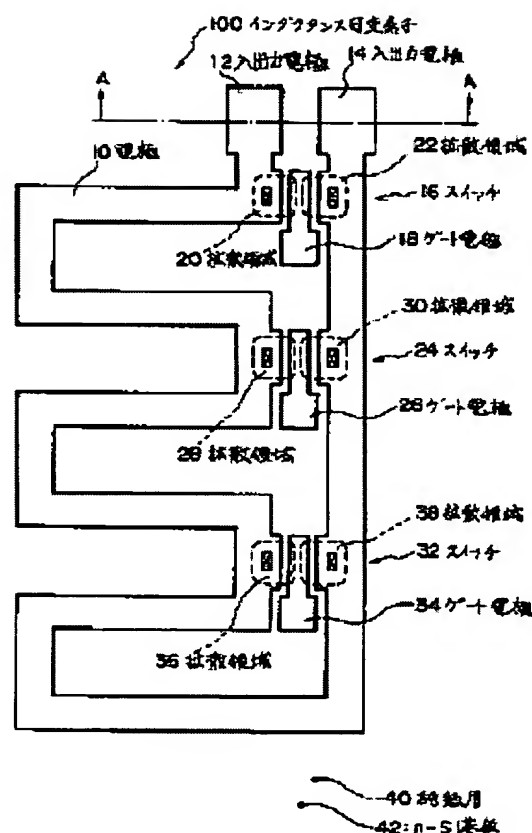 100 インダクタンス可変素子
12 入出力電極
14 入出力電極
A
A
10 電極
22 拡散領域
16 スイッチ
20 拡散領域
18 ゲート電極
30 拡散領域
24 スイッチ
26 ゲート電極
28 拡散領域
38 拡散領域
32 スイッチ
34 ゲート電極
36 拡散領域
40 絶縁層
42: n-Si基板